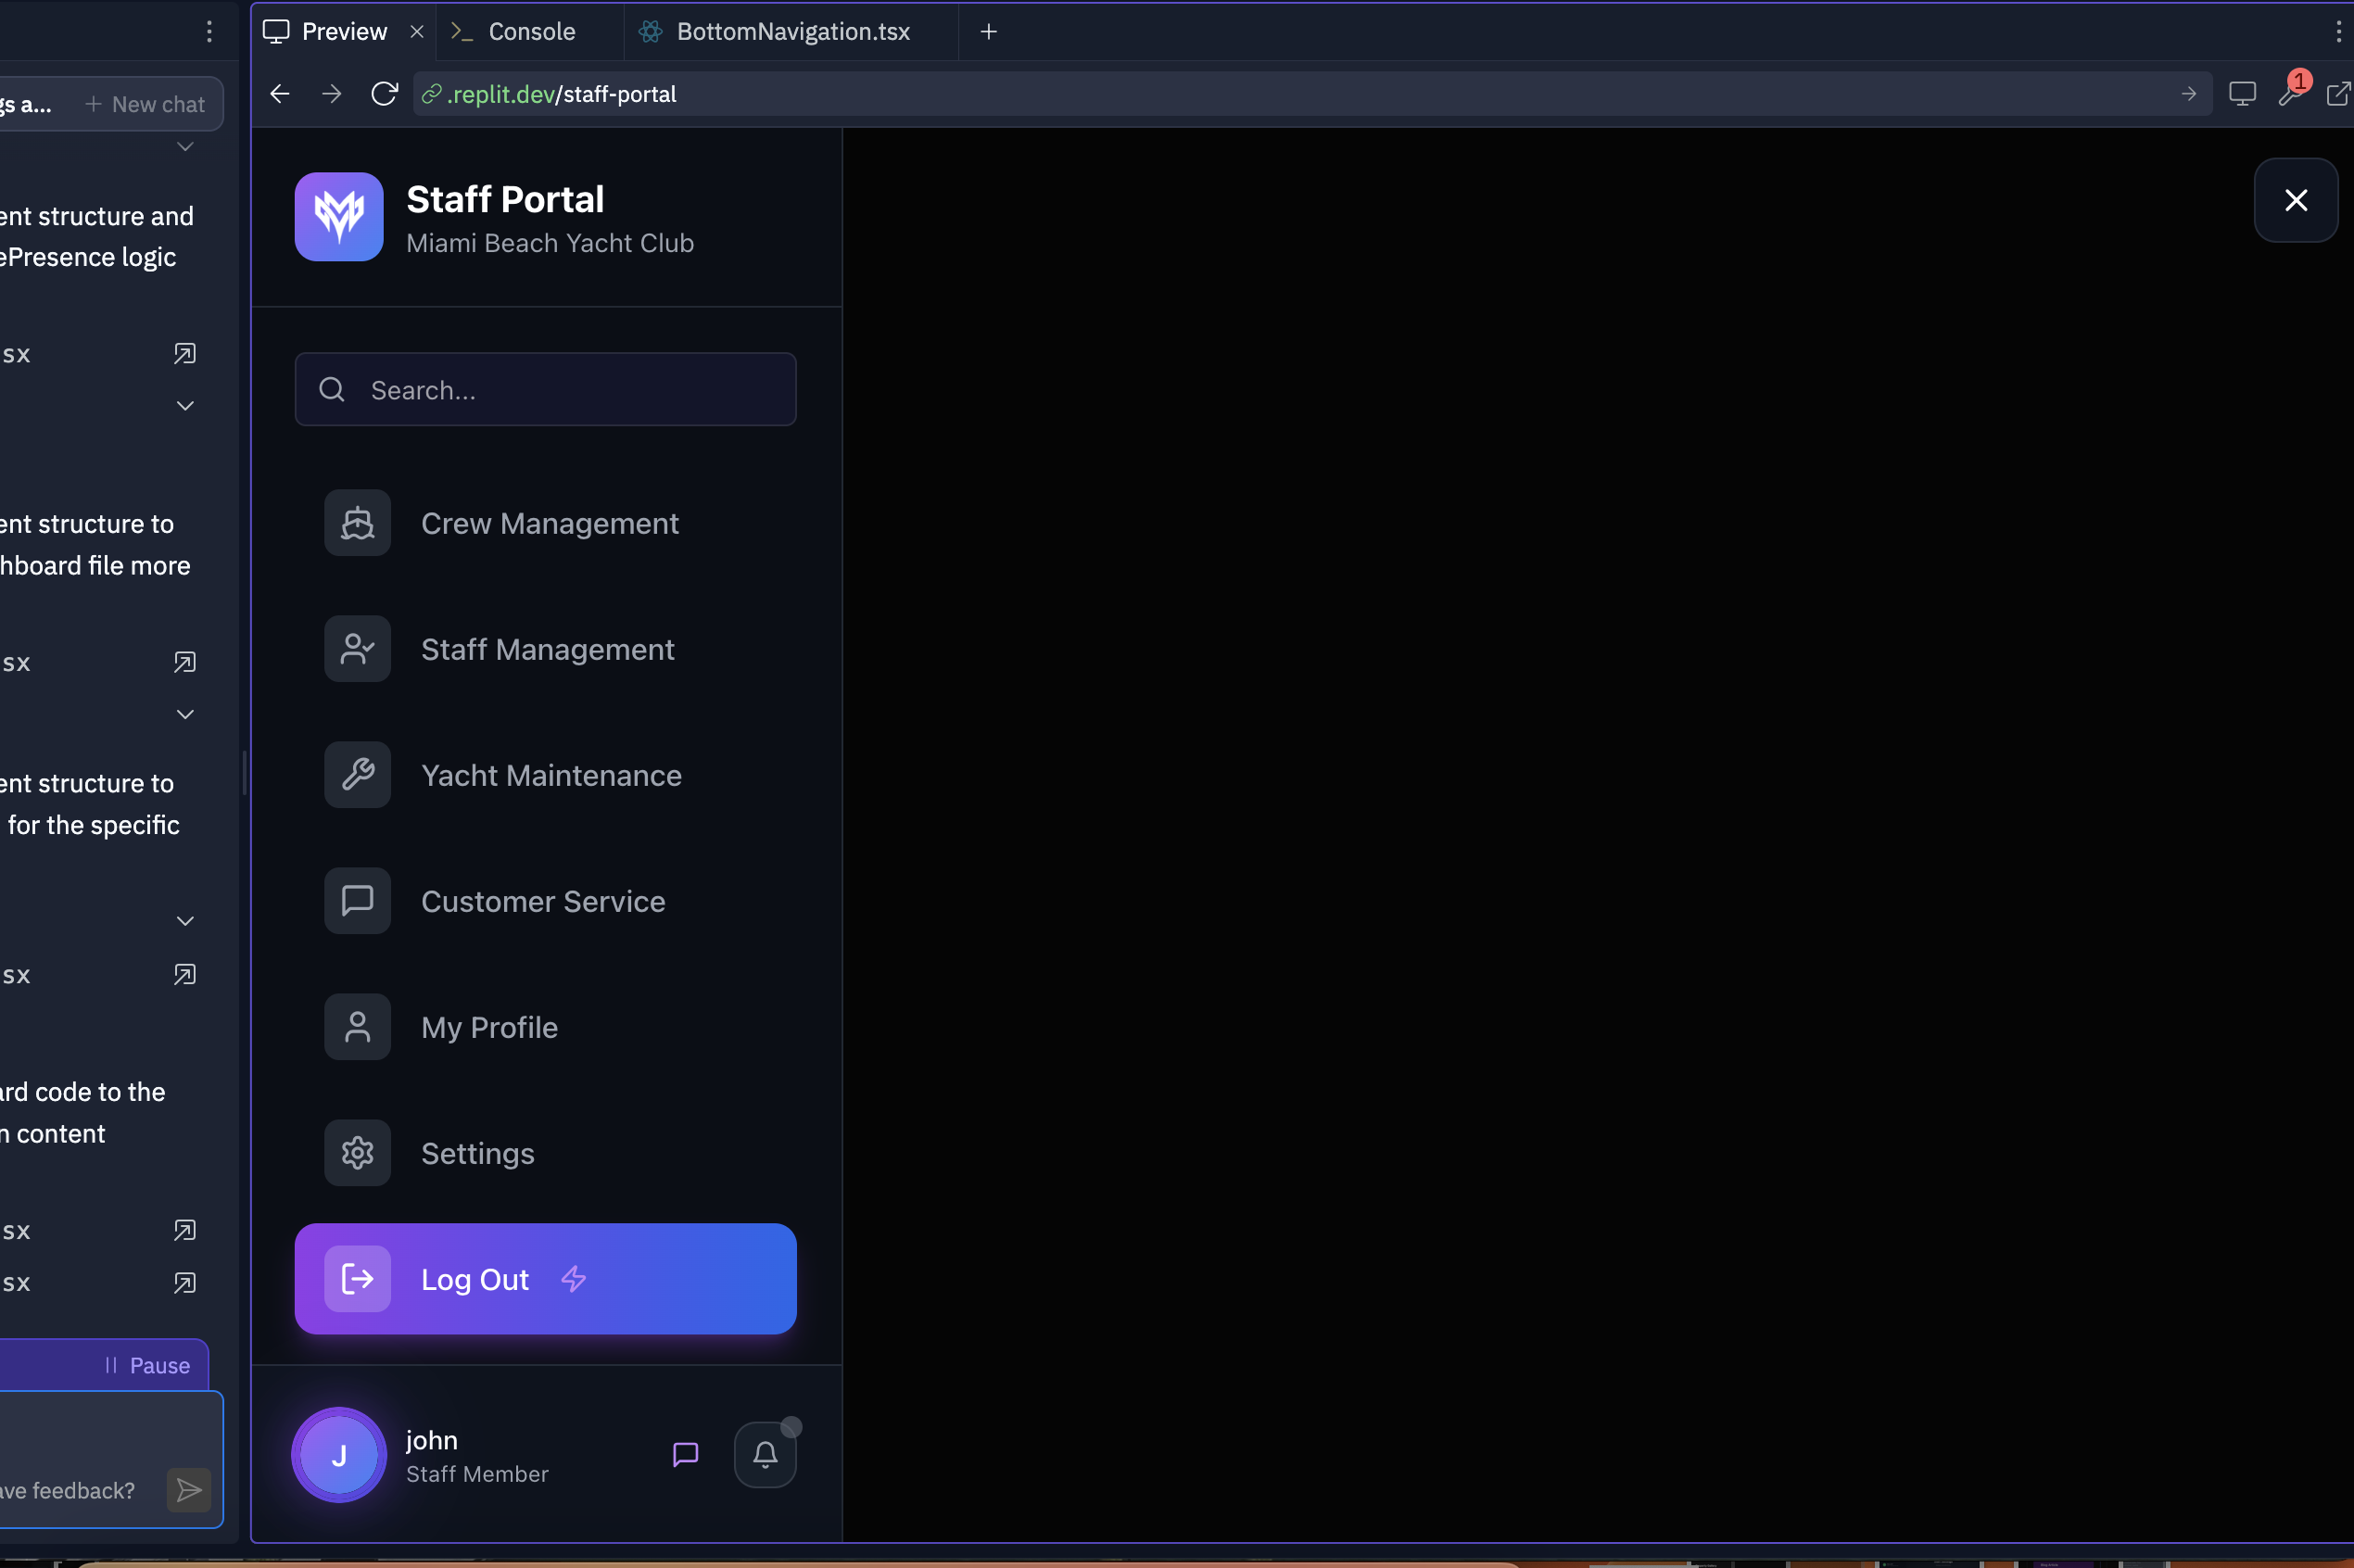 Preview
Console
BottomNavigation.tsx
gs a...
New chat
.replit.dev/staff-portal
1
ent structure and
ePresence logic
sx
ent structure to
hboard file more
sx
ent structure to
for the specific
sx
ard code to the
n content
sx
sx
Pause
ave feedback?
Staff Portal
Miami Beach Yacht Club
Search...
Crew Management
Staff Management
Yacht Maintenance
Customer Service
My Profile
Settings
Log Out
J
john
Staff Member